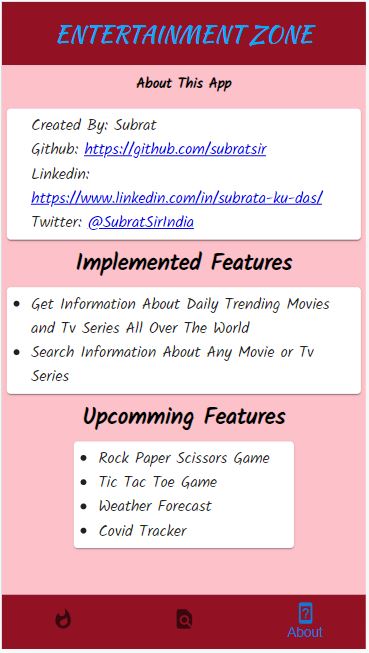 ENTERTAINMENT ZONE
About This App
Created By: Subrat
Github: https://github.com/subratsir
Linkedin:
https://www.linkedin.com/in/subrata-ku-das/
Twitter: @SubratSirIndia
Implemented Features
Get Information About Daily Trending Movies
and Tv Series All Over The World
Search Information About Any Movie or Tv
Series
Upcomming Features
Rock Paper Scissors Game
Tic Tac Toe Game
Weather Forecast
Covid Tracker
About